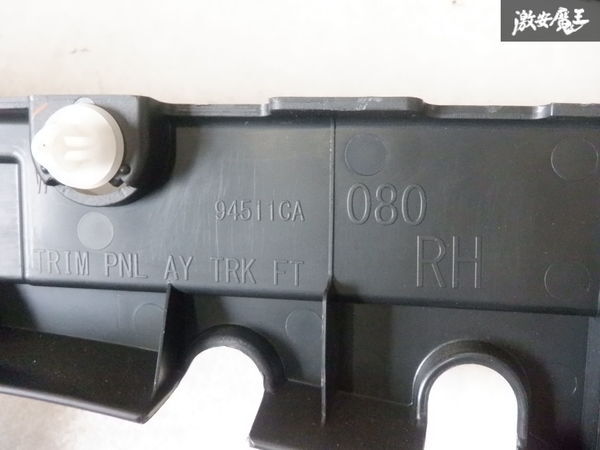 激安魔王
94511CA 080
TRIM PNL AY TRK FT RH